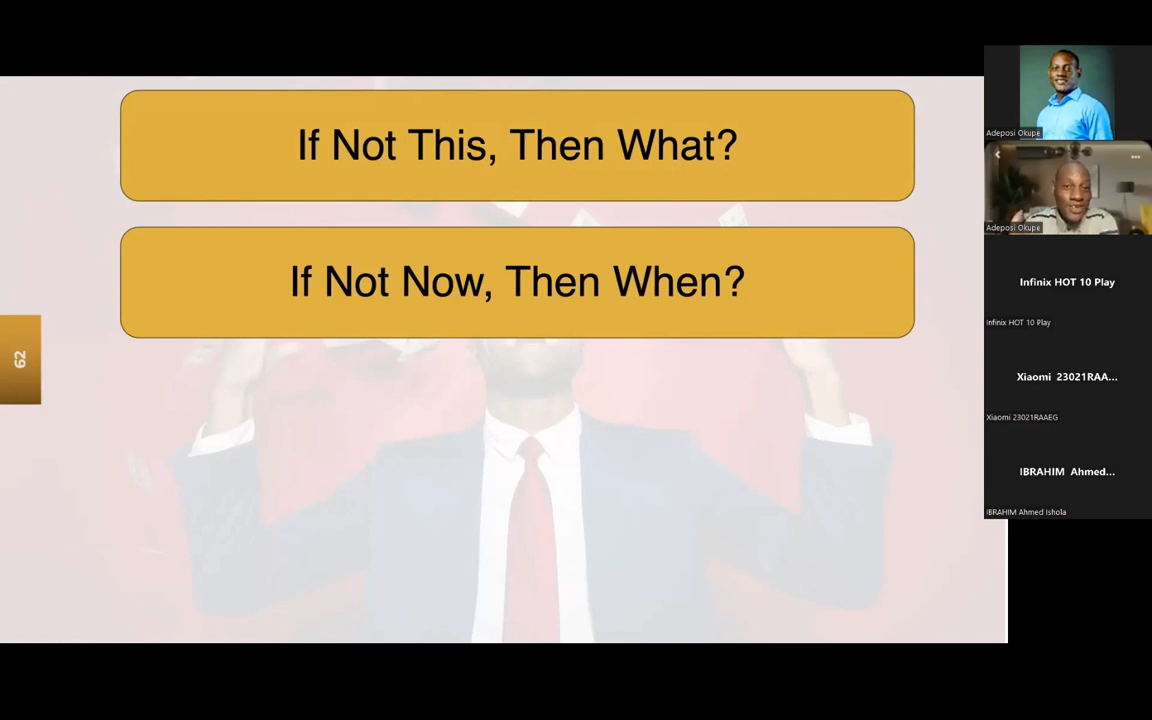 If Not This, Then What?
If Not Now, Then When?
62
Adeposi Okupe
Adeposi Okupe
Infinix HOT 10 Play
Infinix HOT 10 Play
Xiaomi 23021RAA...
Xiaomi 23021RAAEG
IBRAHIM Ahmed...
IBRAHIM Ahmed Ishola